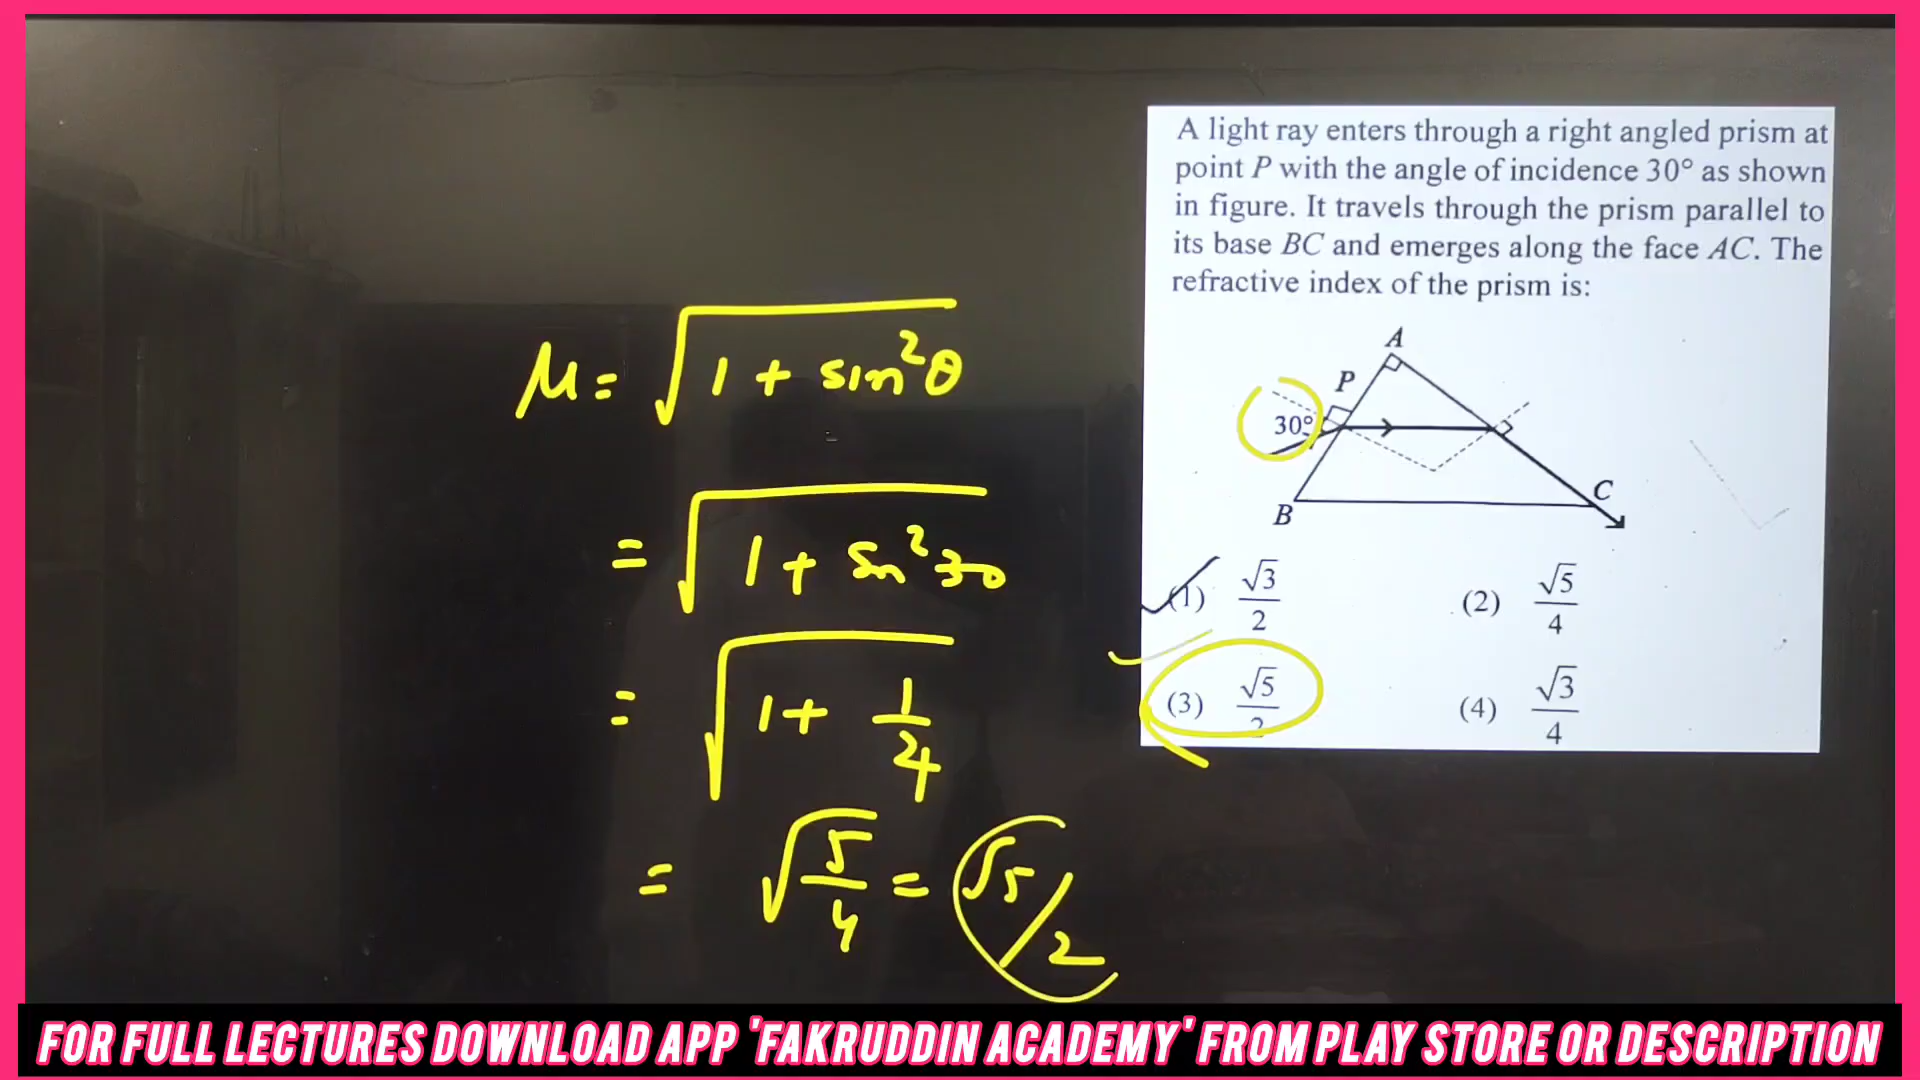 A light ray enters through a right angled prism at
point P with the angle of incidence 30° as shown
in figure. It travels through the prism parallel to
its base BC and emerges along the face AC. The
refractive index of the prism is:
A
P
30°
B
C
(1) √3/2
(2) √5/4
(3) √5/2
(4) √3/4
μ = √(1 + sin²θ)
= √(1 + sn²30)
= √(1 + 1/4)
= √(5/4) = √5/2
FOR FULL LECTURES DOWNLOAD APP 'FAKRUDDIN ACADEMY' FROM PLAY STORE OR DESCRIPTION